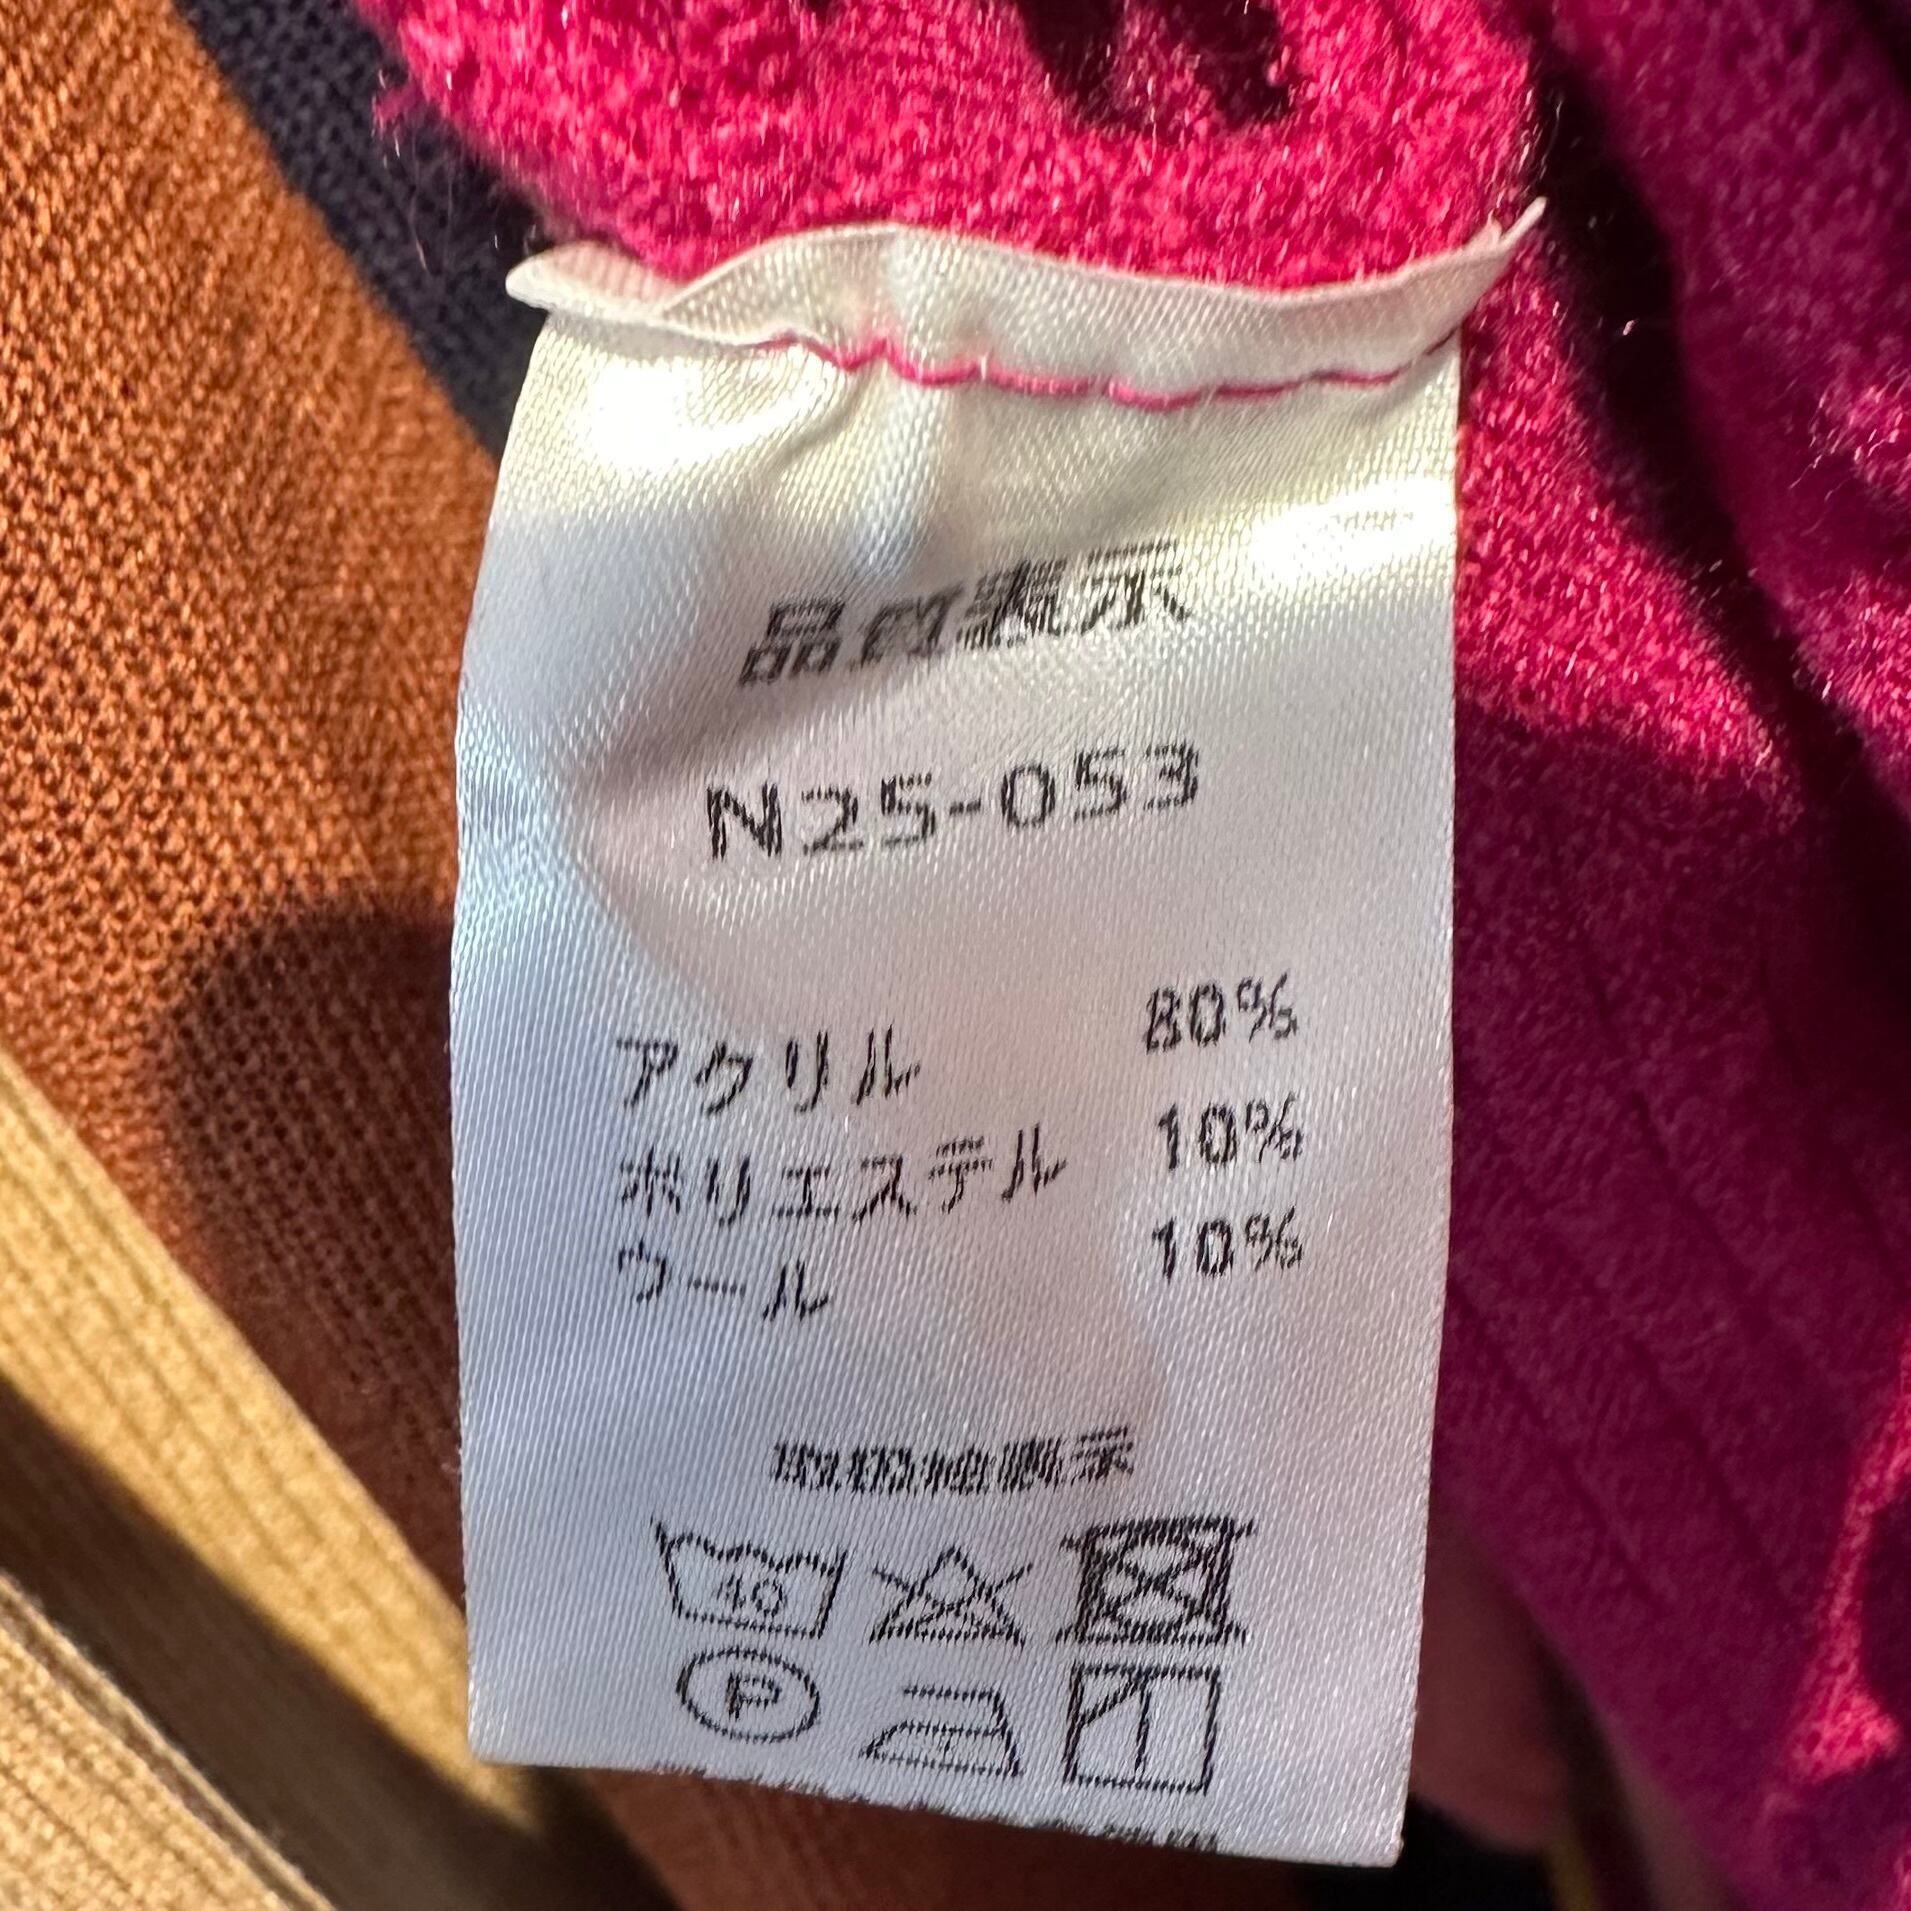 品質表示
N25-053
アクリル 80%
ポリエステル 10%
ウール 10%
取扱絵表示
40
P